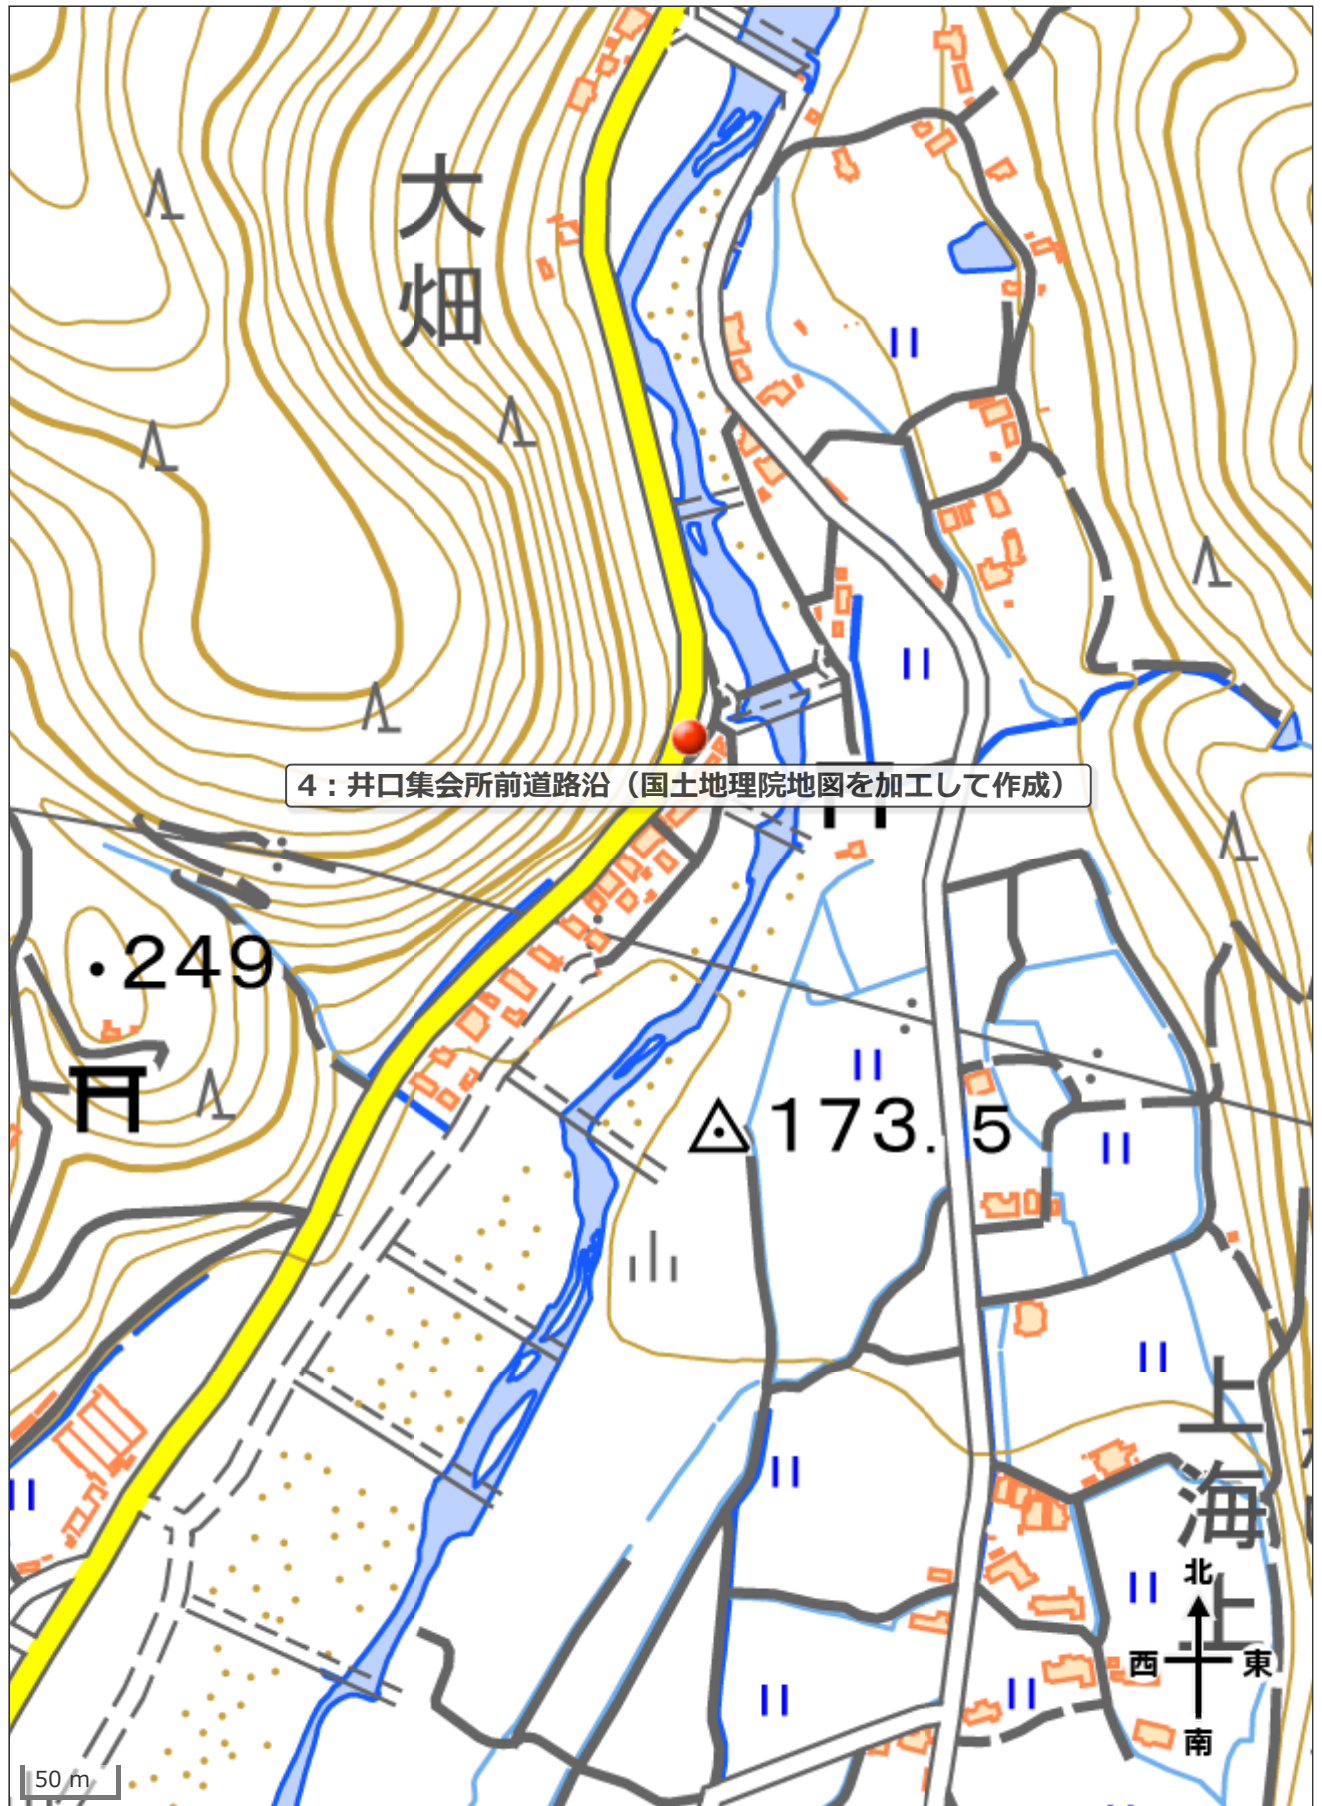 大畑
4：井口集会所前道路沿（国土地理院地図を加工して作成）
249
173.5
上海上
北
西
東
南
50 m